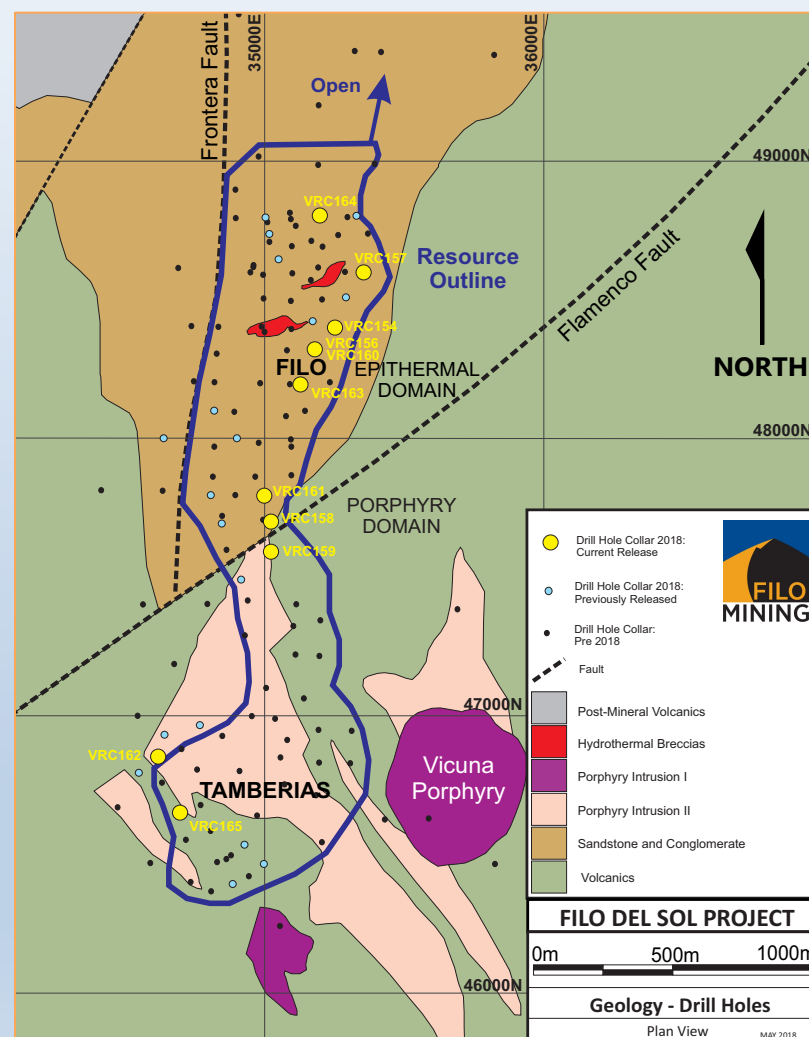 35000E
36000E
Frontera Fault
Open
49000N
VRC164
Resource
Outline
VRC157
Flamenco Fault
VRC154
VRC156
VRC160
FILO
EPITHERMAL
DOMAIN
NORTH
VRC163
48000N
VRC161
PORPHYRY
DOMAIN
VRC158
VRC159
Drill Hole Collar 2018:
Current Release
Drill Hole Collar 2018:
Previously Released
Drill Hole Collar:
Pre 2018
Fault
FILO
MINING
47000N
Post-Mineral Volcanics
Hydrothermal Breccias
Porphyry Intrusion I
Porphyry Intrusion II
Sandstone and Conglomerate
Volcanics
VRC162
TAMBERIAS
Vicuna
Porphyry
VRC165
FILO DEL SOL PROJECT
0m 500m 1000m
46000N
Geology - Drill Holes
Plan View
MAY 2018